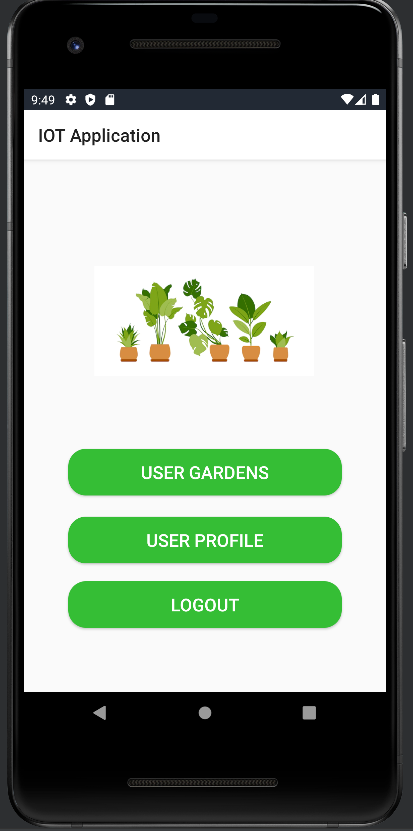 9:49
IOT Application
USER GARDENS
USER PROFILE
LOGOUT